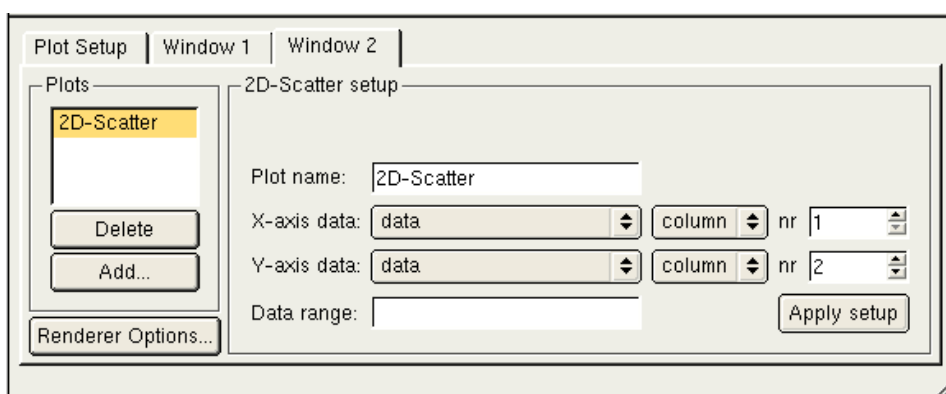 Plot Setup Window 1 Window 2
Plots
2D-Scatter
Delete
Add...
Renderer Options...
2D-Scatter setup
Plot name: 2D-Scatter
X-axis data: data column nr 1
Y-axis data: data column nr 2
Data range:
Apply setup